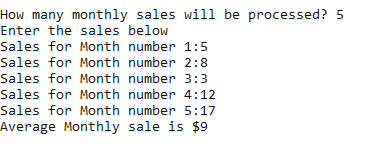 How many monthly sales will be processed? 5
Enter the sales below
Sales for Month number 1:5
Sales for Month number 2:8
Sales for Month number 3:3
Sales for Month number 4:12
Sales for Month number 5:17
Average Monthly sale is $9